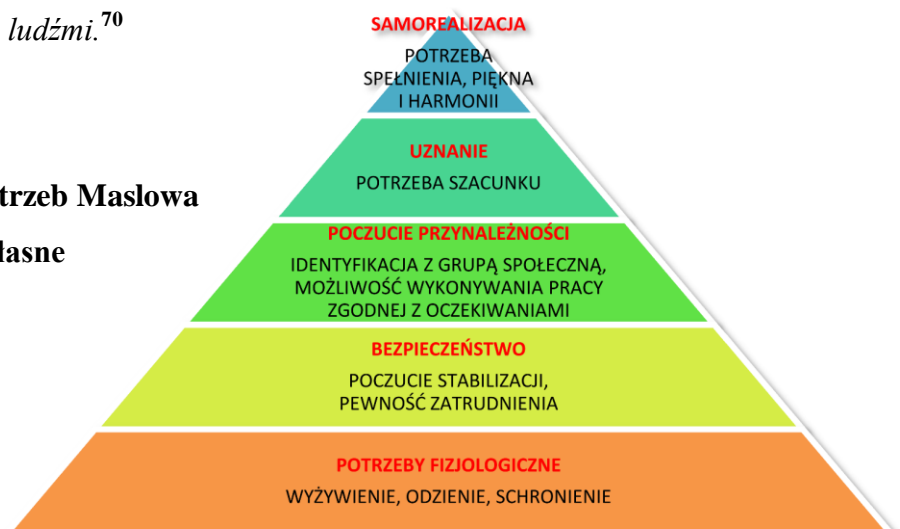 ludźmi.70
SAMOREALIZACJA
POTRZEBA
SPEŁNIENIA, PIĘKNA
I HARMONII
UZNANIE
POTRZEBA SZACUNKU
trzeb Maslowa
łasne
POCZUCIE PRZYNALEŻNOŚCI
IDENTYFIKACJA Z GRUPĄ SPOŁECZNĄ,
MOŻLIWOŚĆ WYKONYWANIA PRACY
ZGODNEJ Z OCZEKIWANIAMI
BEZPIECZEŃSTWO
POCZUCIE STABILIZACJI,
PEWNOŚĆ ZATRUDNIENIA
POTRZEBY FIZJOLOGICZNE
WYŻYWIENIE, ODZIENIE, SCHRONIENIE